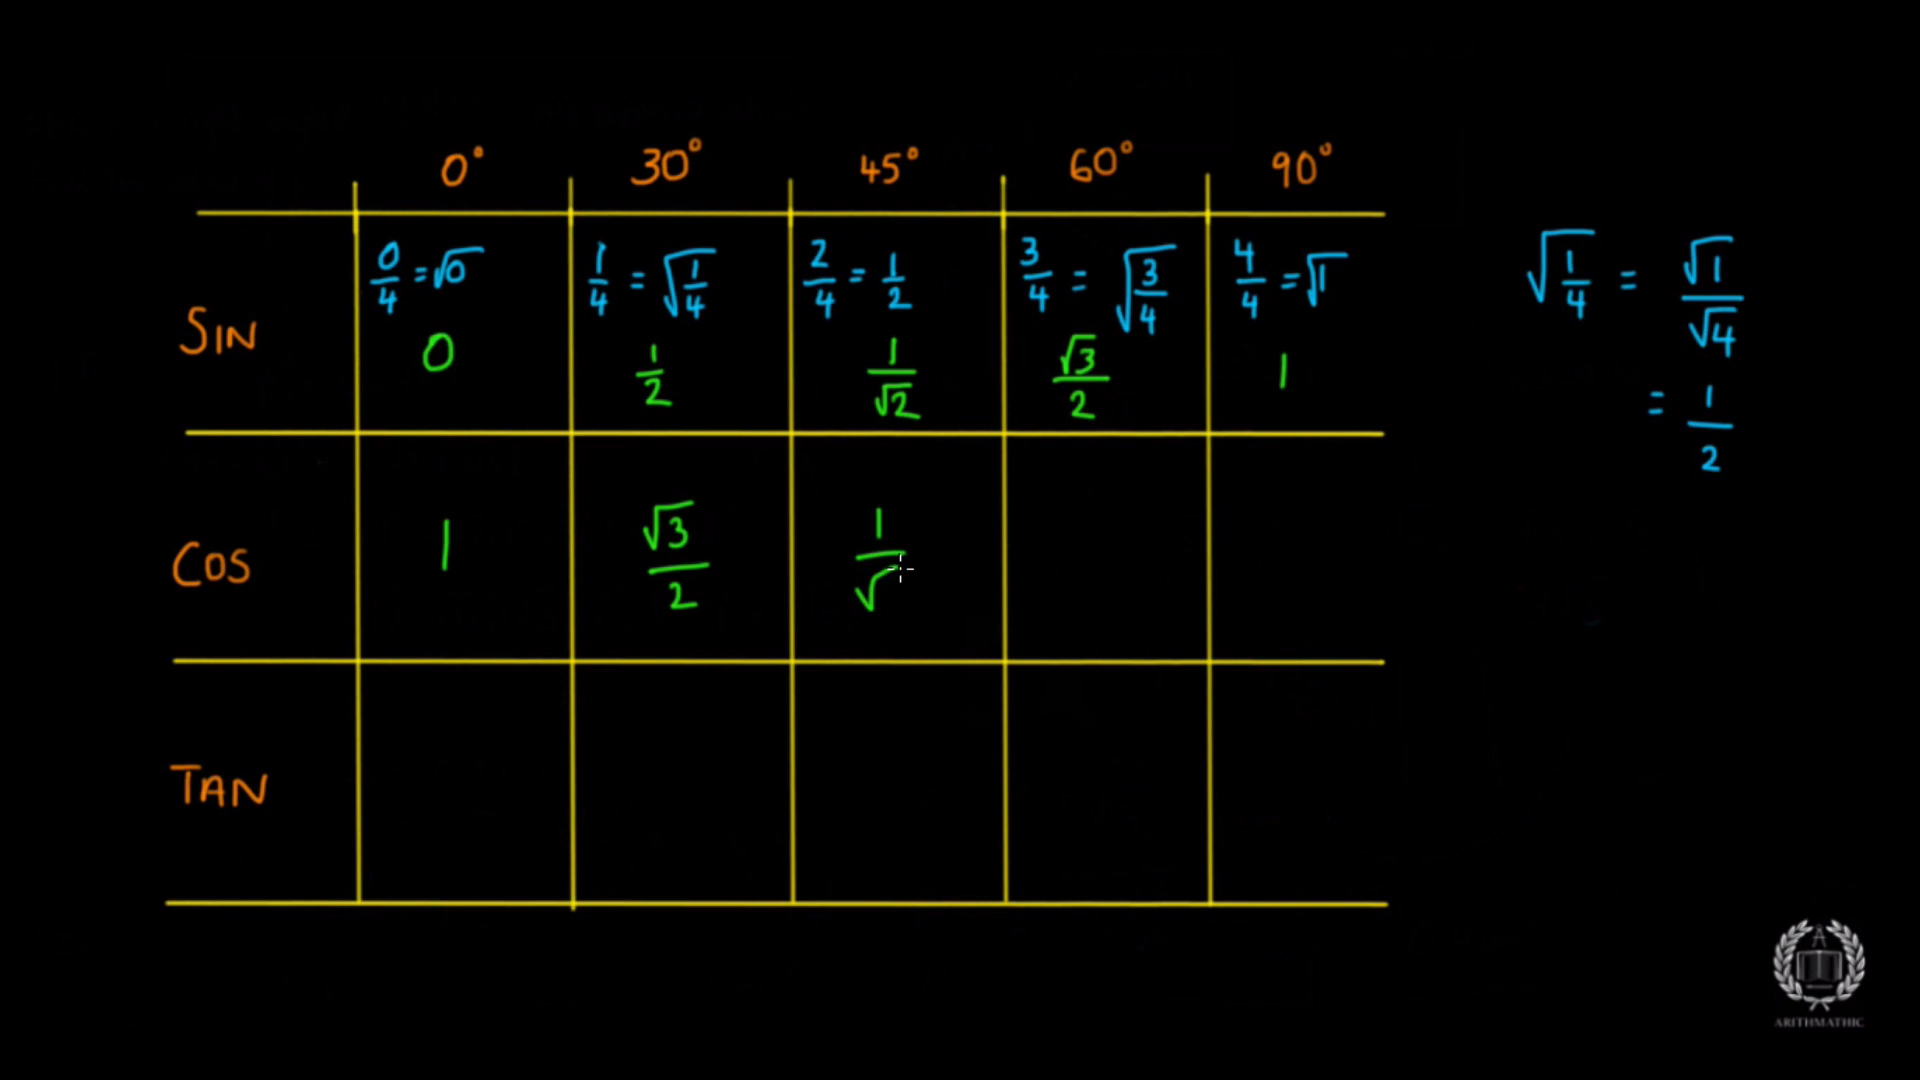 0° 30° 45° 60° 90°
0/4 = √0 1/4 = √(1/4) 2/4 = 1/2 3/4 = √(3/4) 4/4 = √1 √(1/4) = √1/√4
SIN 0 1/2 1/√2 √3/2 1
= 1/2
COS 1 √3/2 1/√
TAN
ARITHMATHIC